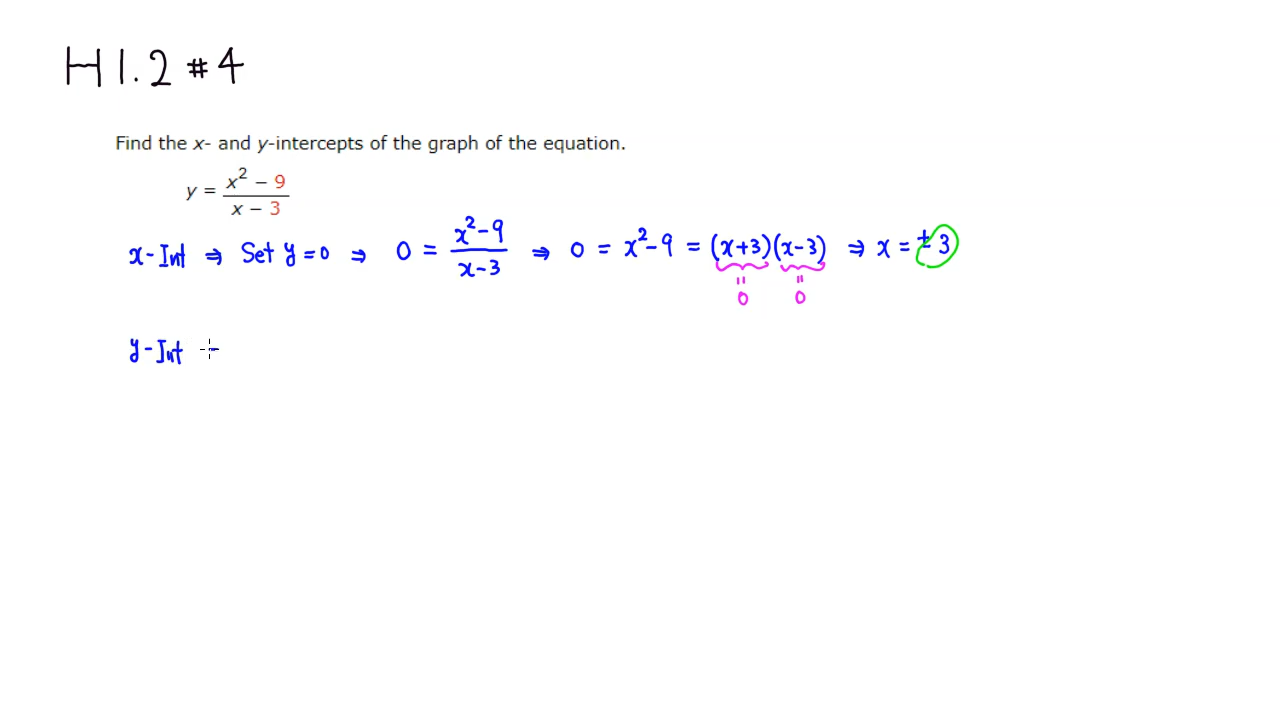 H1.2 #4
Find the x- and y-intercepts of the graph of the equation.
y = (x² − 9)/(x − 3)
x-Int ⇒ Set y=0 ⇒ 0 = (x²-9)/(x-3) ⇒ 0 = x²-9 = (x+3)(x-3) ⇒ x = ±3
" "
0 0
y-Int